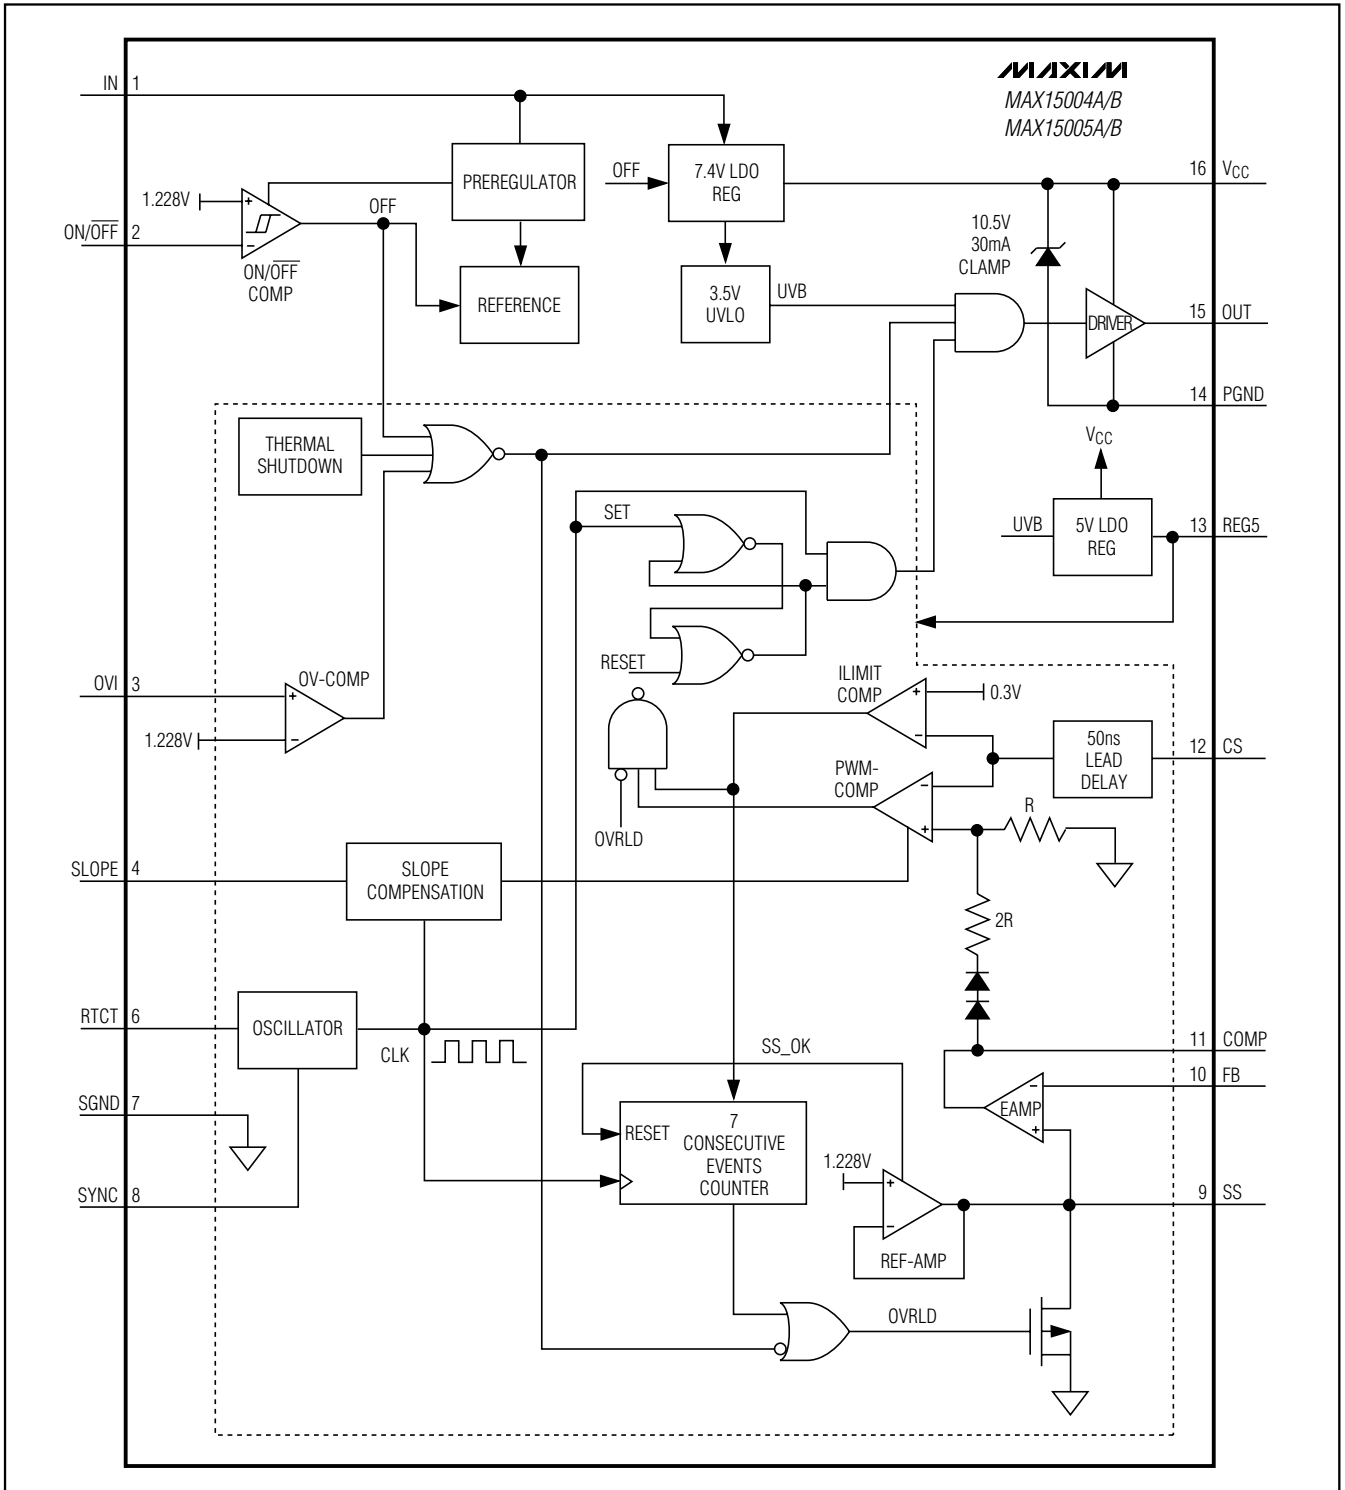 MAXIM
MAX15004A/B
MAX15005A/B
IN 1
PREREGULATOR
OFF
7.4V LDO
REG
16 VCC
1.228V
+
−
OFF
ON/OFF 2
ON/OFF
COMP
REFERENCE
3.5V
UVLO
UVB
10.5V
30mA
CLAMP
DRIVER
15 OUT
14 PGND
THERMAL
SHUTDOWN
VCC
SET
UVB
5V LDO
REG
13 REG5
RESET
OVI 3
OV-COMP
+
−
1.228V
ILIMIT
COMP
+
−
0.3V
PWM-
COMP
−
+
50ns
LEAD
DELAY
12 CS
R
OVRLD
SLOPE 4
SLOPE
COMPENSATION
2R
RTCT 6
OSCILLATOR
CLK
SS_OK
11 COMP
10 FB
−
EAMP
+
SGND 7
RESET
7
CONSECUTIVE
EVENTS
COUNTER
1.228V
+
−
REF-AMP
SYNC 8
9 SS
OVRLD